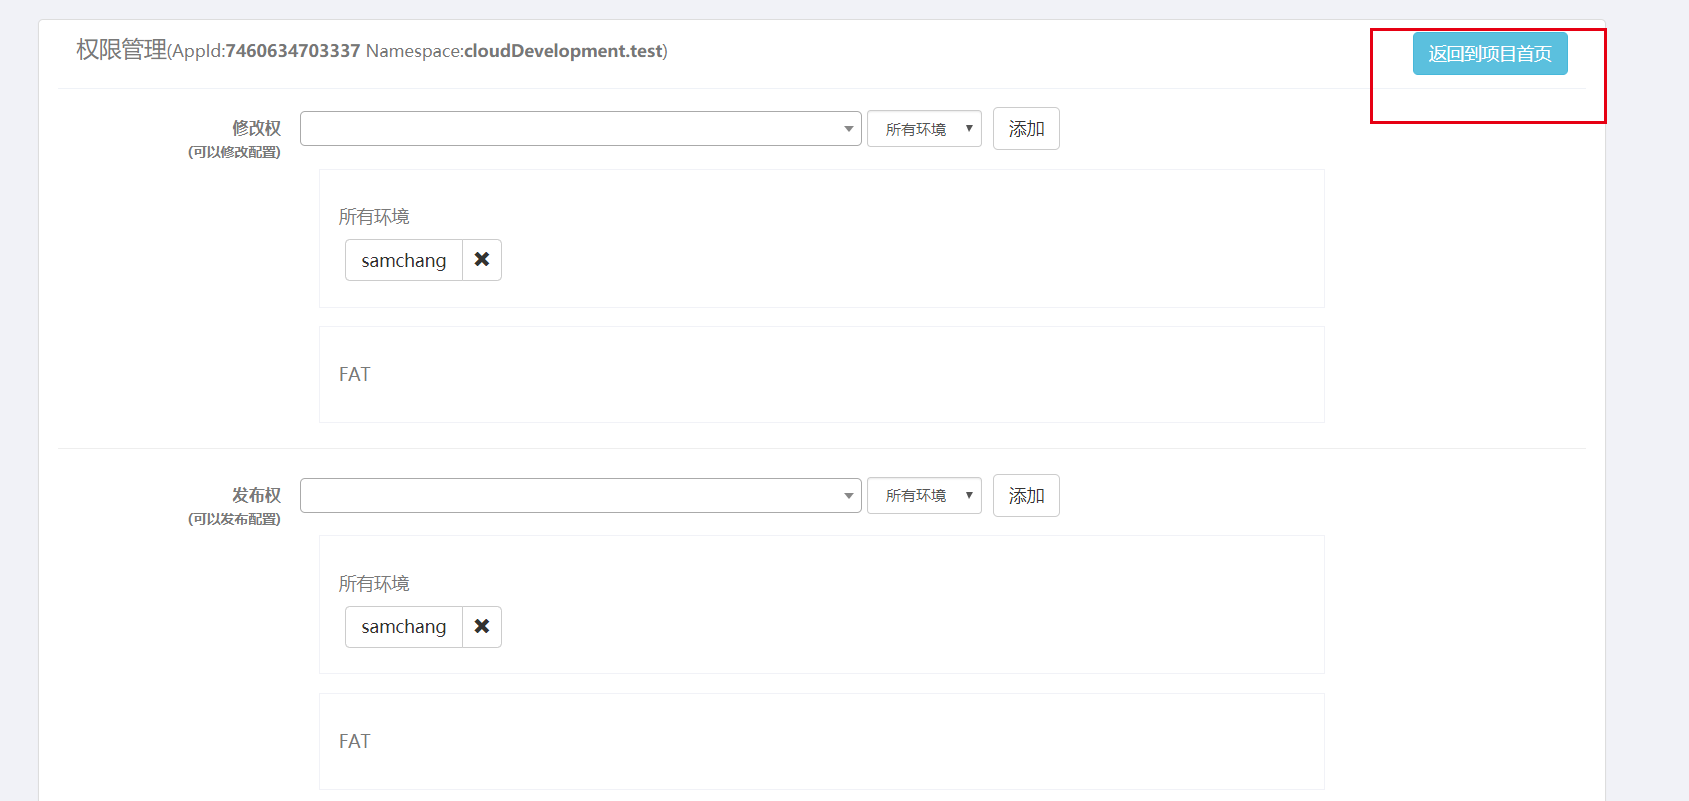 权限管理(AppId:7460634703337 Namespace:cloudDevelopment.test) 返回到项目首页
修改权 所有环境 添加
(可以修改配置)
所有环境
samchang
FAT
发布权 所有环境 添加
(可以发布配置)
所有环境
samchang
FAT